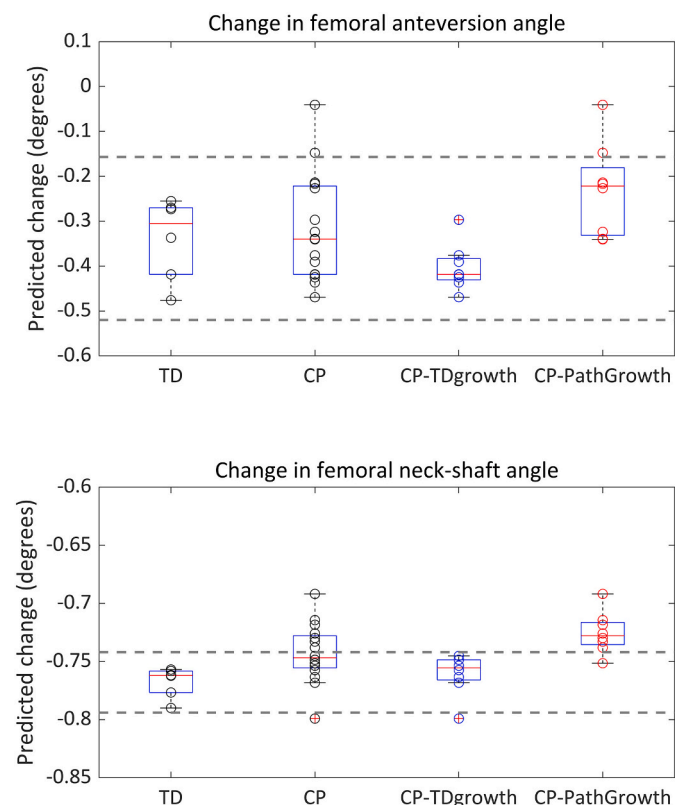 Change in femoral anteversion angle
Predicted change (degrees)
0.1
0
-0.1
-0.2
-0.3
-0.4
-0.5
-0.6
TD CP CP-TDgrowth CP-PathGrowth
Change in femoral neck-shaft angle
Predicted change (degrees)
-0.6
-0.65
-0.7
-0.75
-0.8
-0.85
TD CP CP-TDgrowth CP-PathGrowth